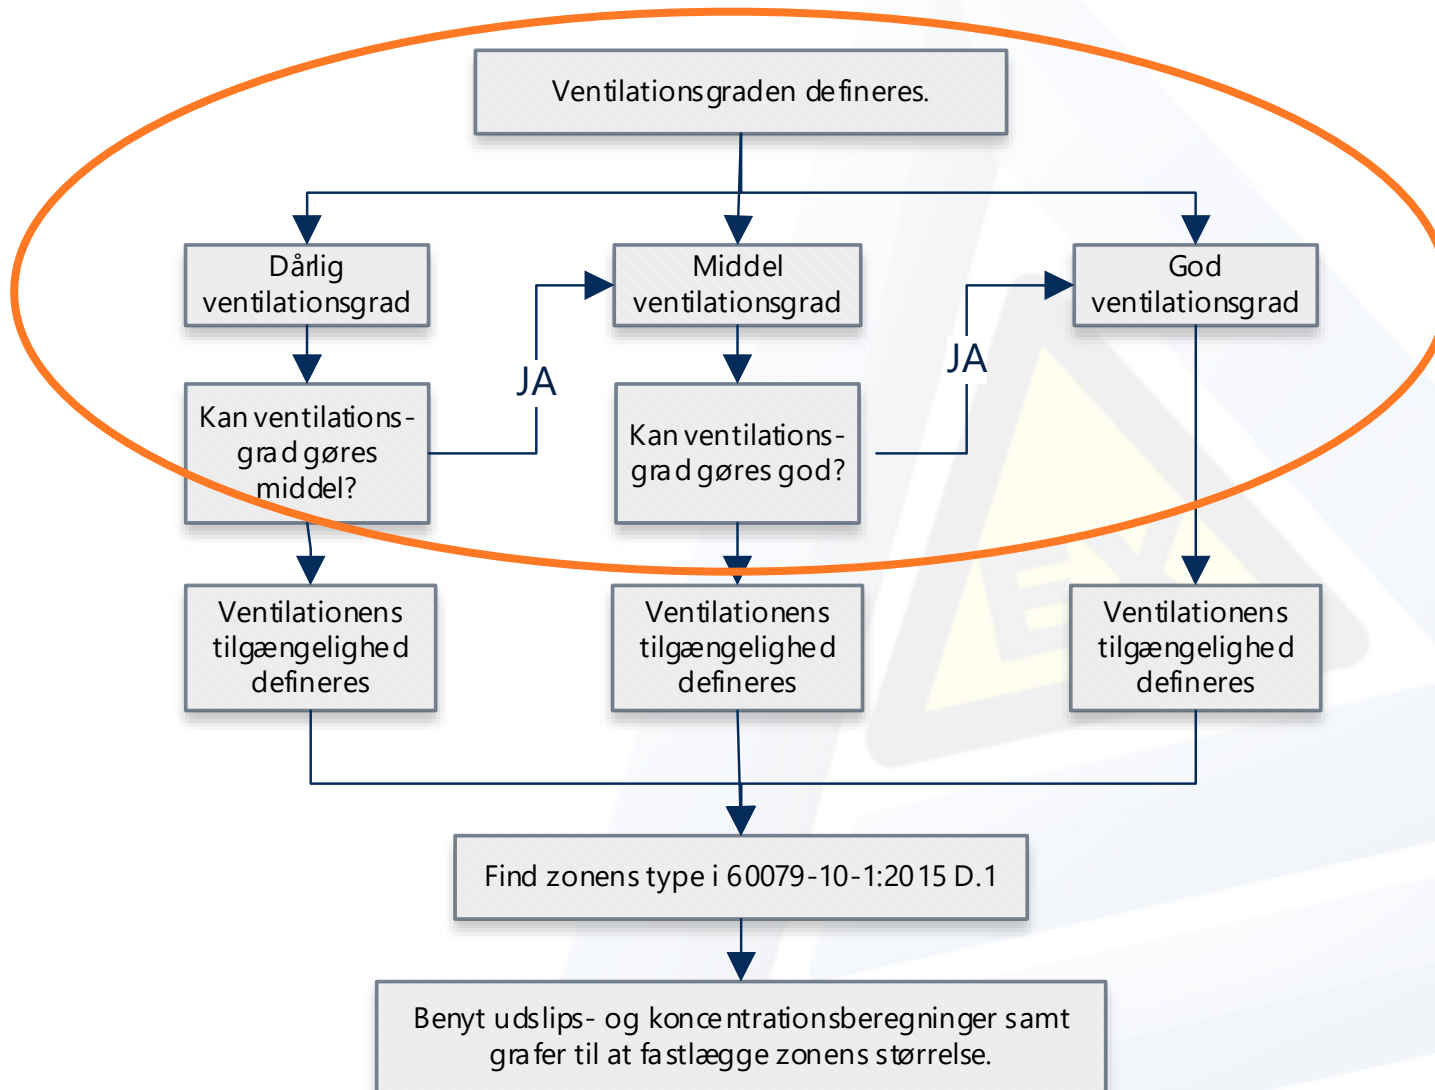 Ventilationsgraden defineres.
Dårlig
ventilationsgrad
Middel
ventilationsgrad
God
ventilationsgrad
JA
JA
Kan ventilations-
grad gøres
middel?
Kan ventilations-
grad gøres god?
Ventilationens
tilgængelighed
defineres
Ventilationens
tilgængelighed
defineres
Ventilationens
tilgængelighed
defineres
EX
Find zonens type i 60079-10-1:2015 D.1
Benyt udslips- og koncentrationsberegninger samt
grafer til at fastlægge zonens størrelse.